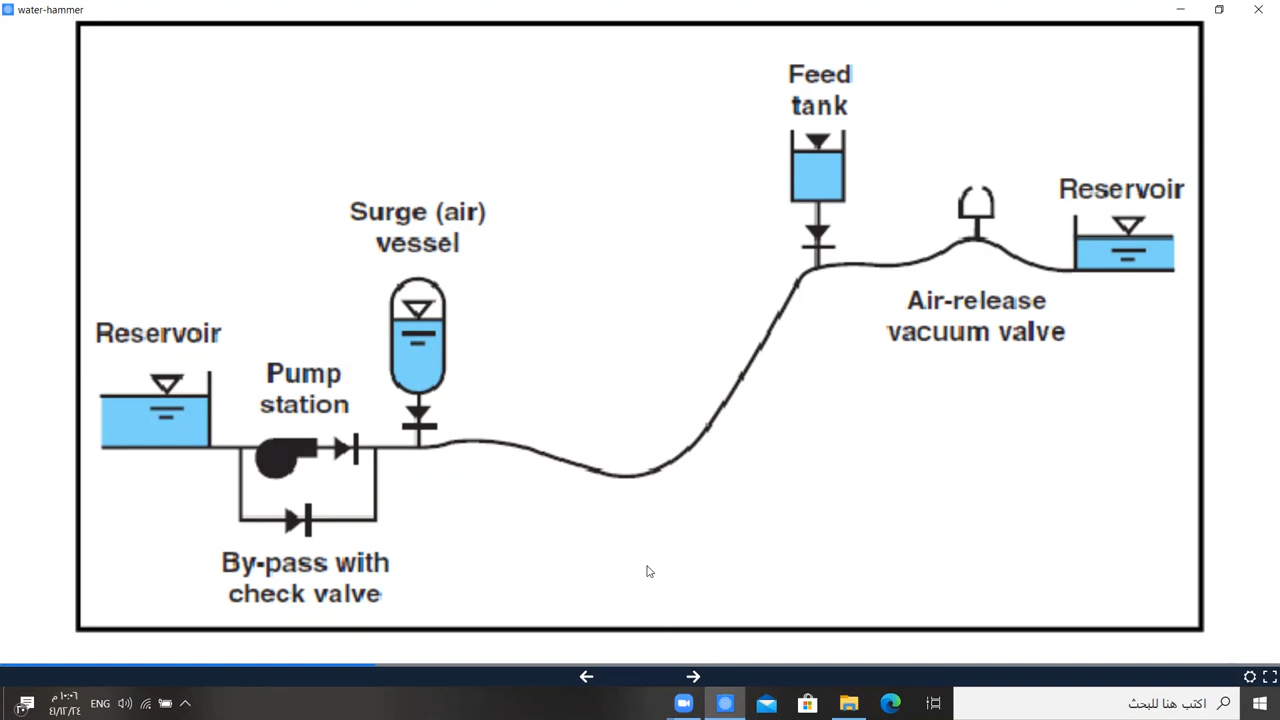 water-hammer
Feed
tank
Reservoir
Surge (air)
vessel
Air-release
vacuum valve
Reservoir
Pump
station
By-pass with
check valve
ENG
اكتب هنا للبحث